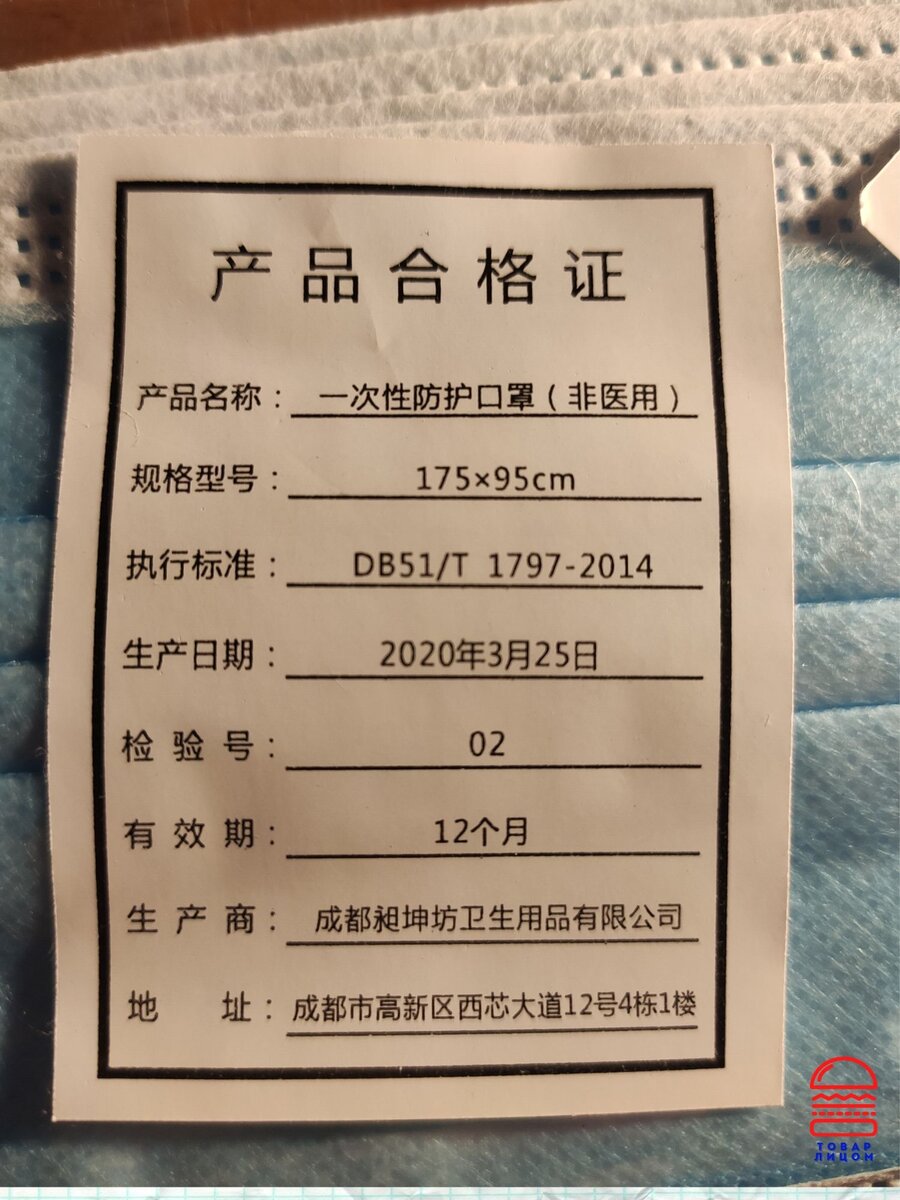 产品合格证
产品名称： 一次性防护口罩（非医用）
规格型号： 175×95cm
执行标准： DB51/T 1797-2014
生产日期： 2020年3月25日
检验号： 02
有效期： 12个月
生产商： 成都昶坤坊卫生用品有限公司
地址： 成都市高新区西芯大道12号4栋1楼
ТОВАР
ЛИЦОМ